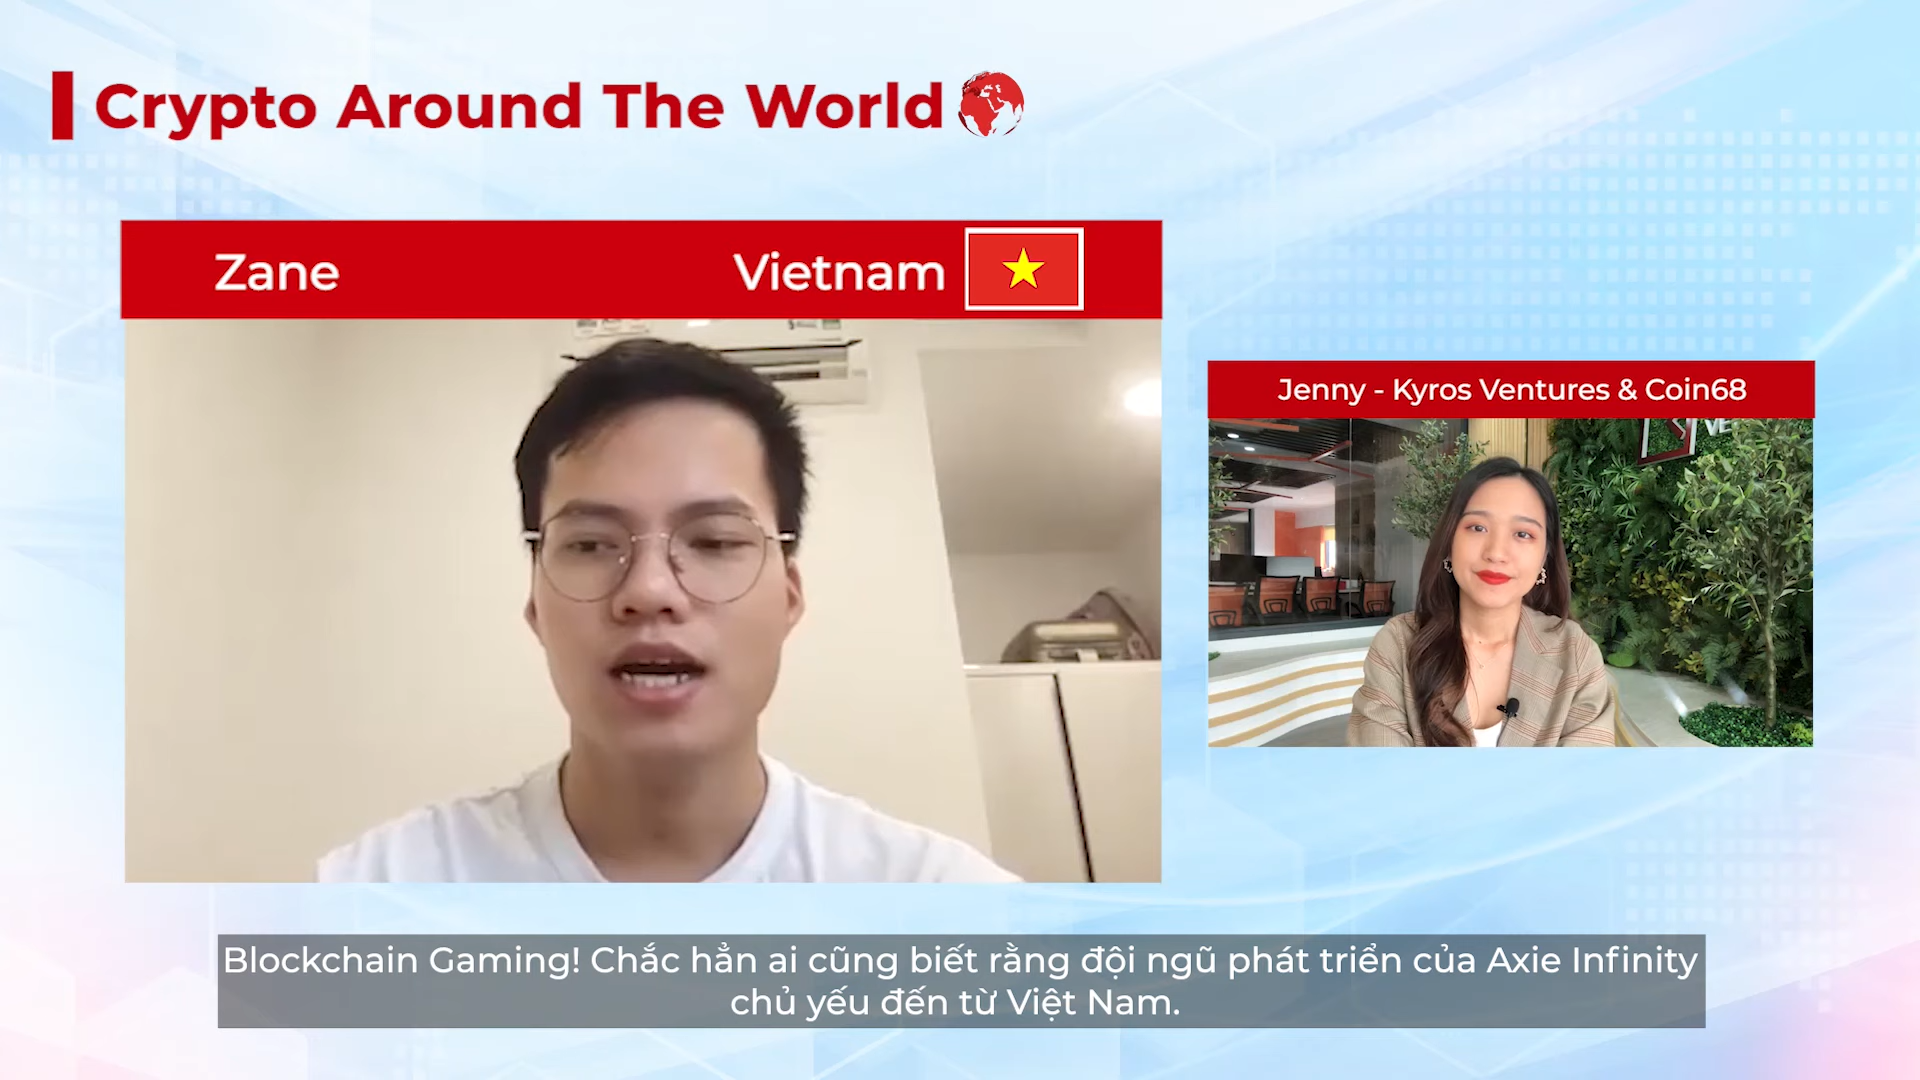 Crypto Around The World
Zane
Vietnam
Jenny - Kyros Ventures & Coin68
Blockchain Gaming! Chắc hẳn ai cũng biết rằng đội ngũ phát triển của Axie Infinity
chủ yếu đến từ Việt Nam.